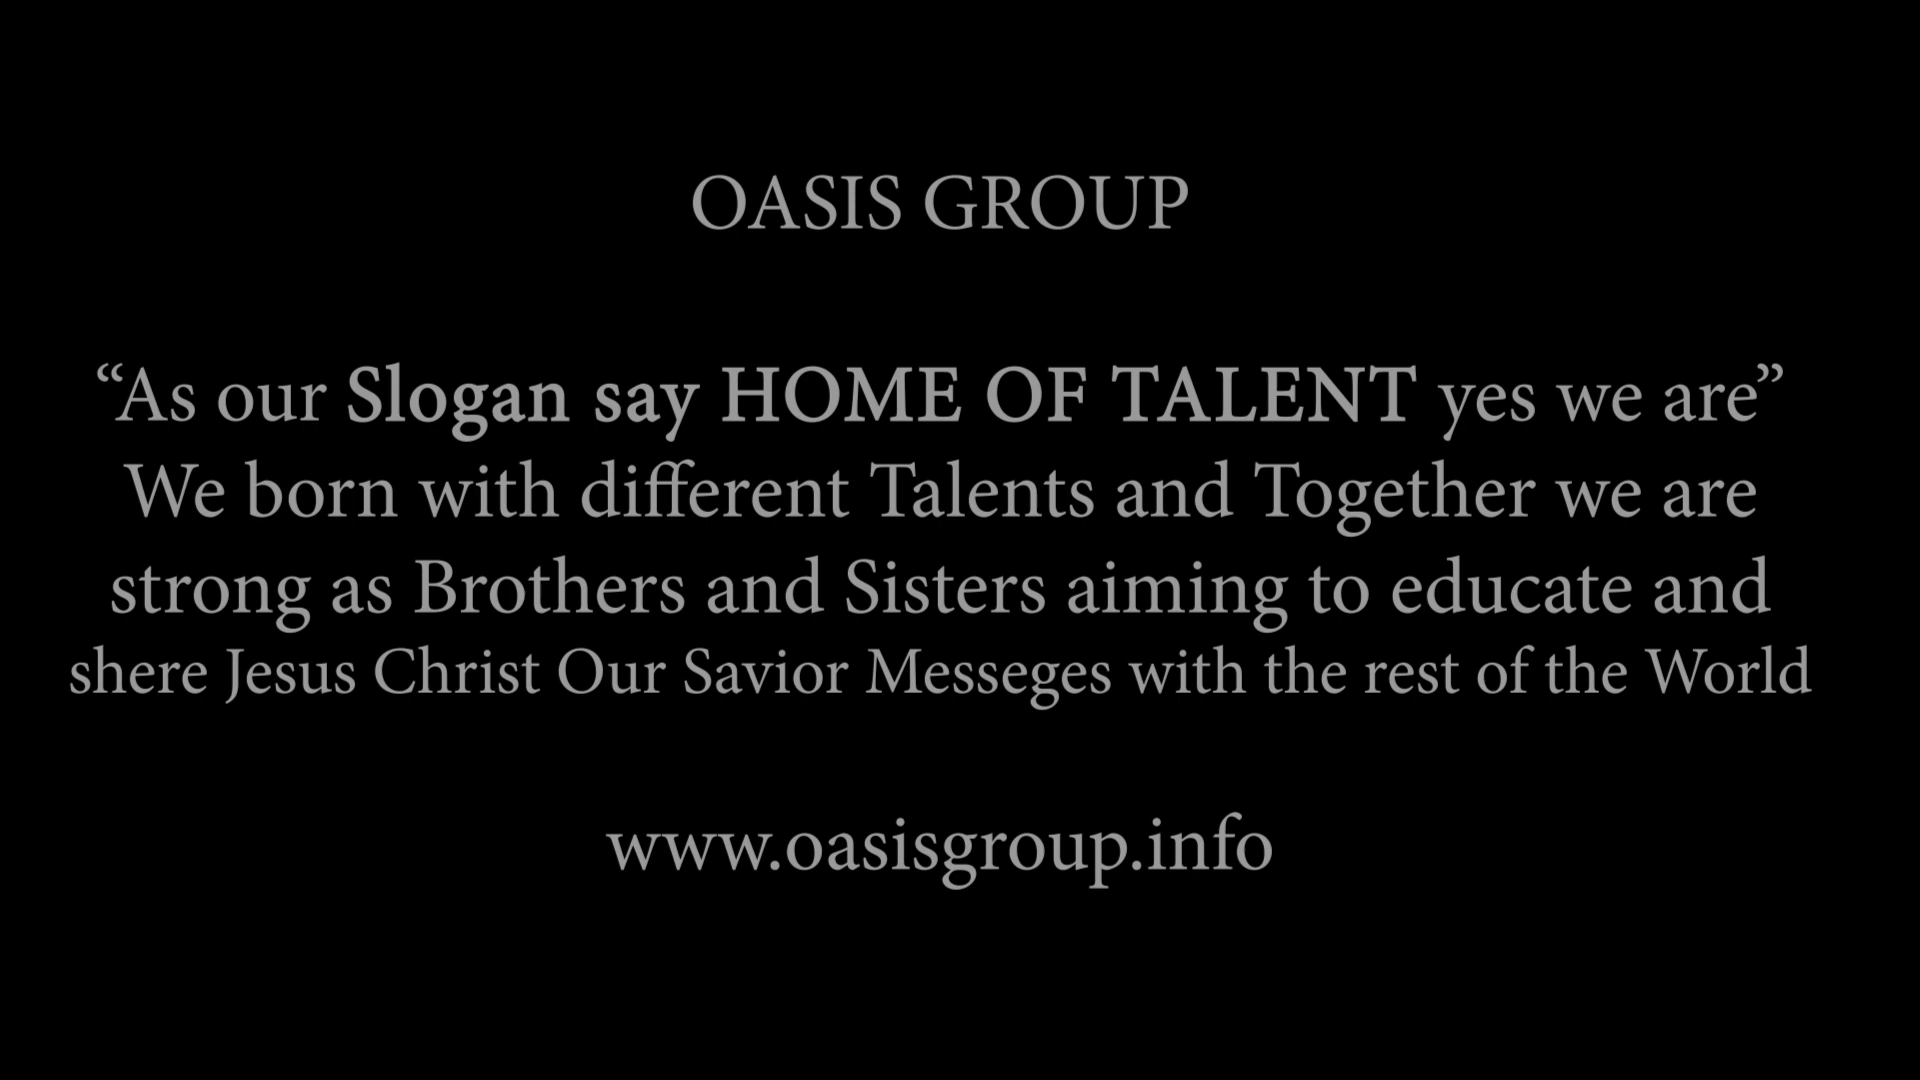 OASIS GROUP
“As our Slogan say HOME OF TALENT yes we are”
We born with different Talents and Together we are
strong as Brothers and Sisters aiming to educate and
shere Jesus Christ Our Savior Messeges with the rest of the World
www.oasisgroup.info